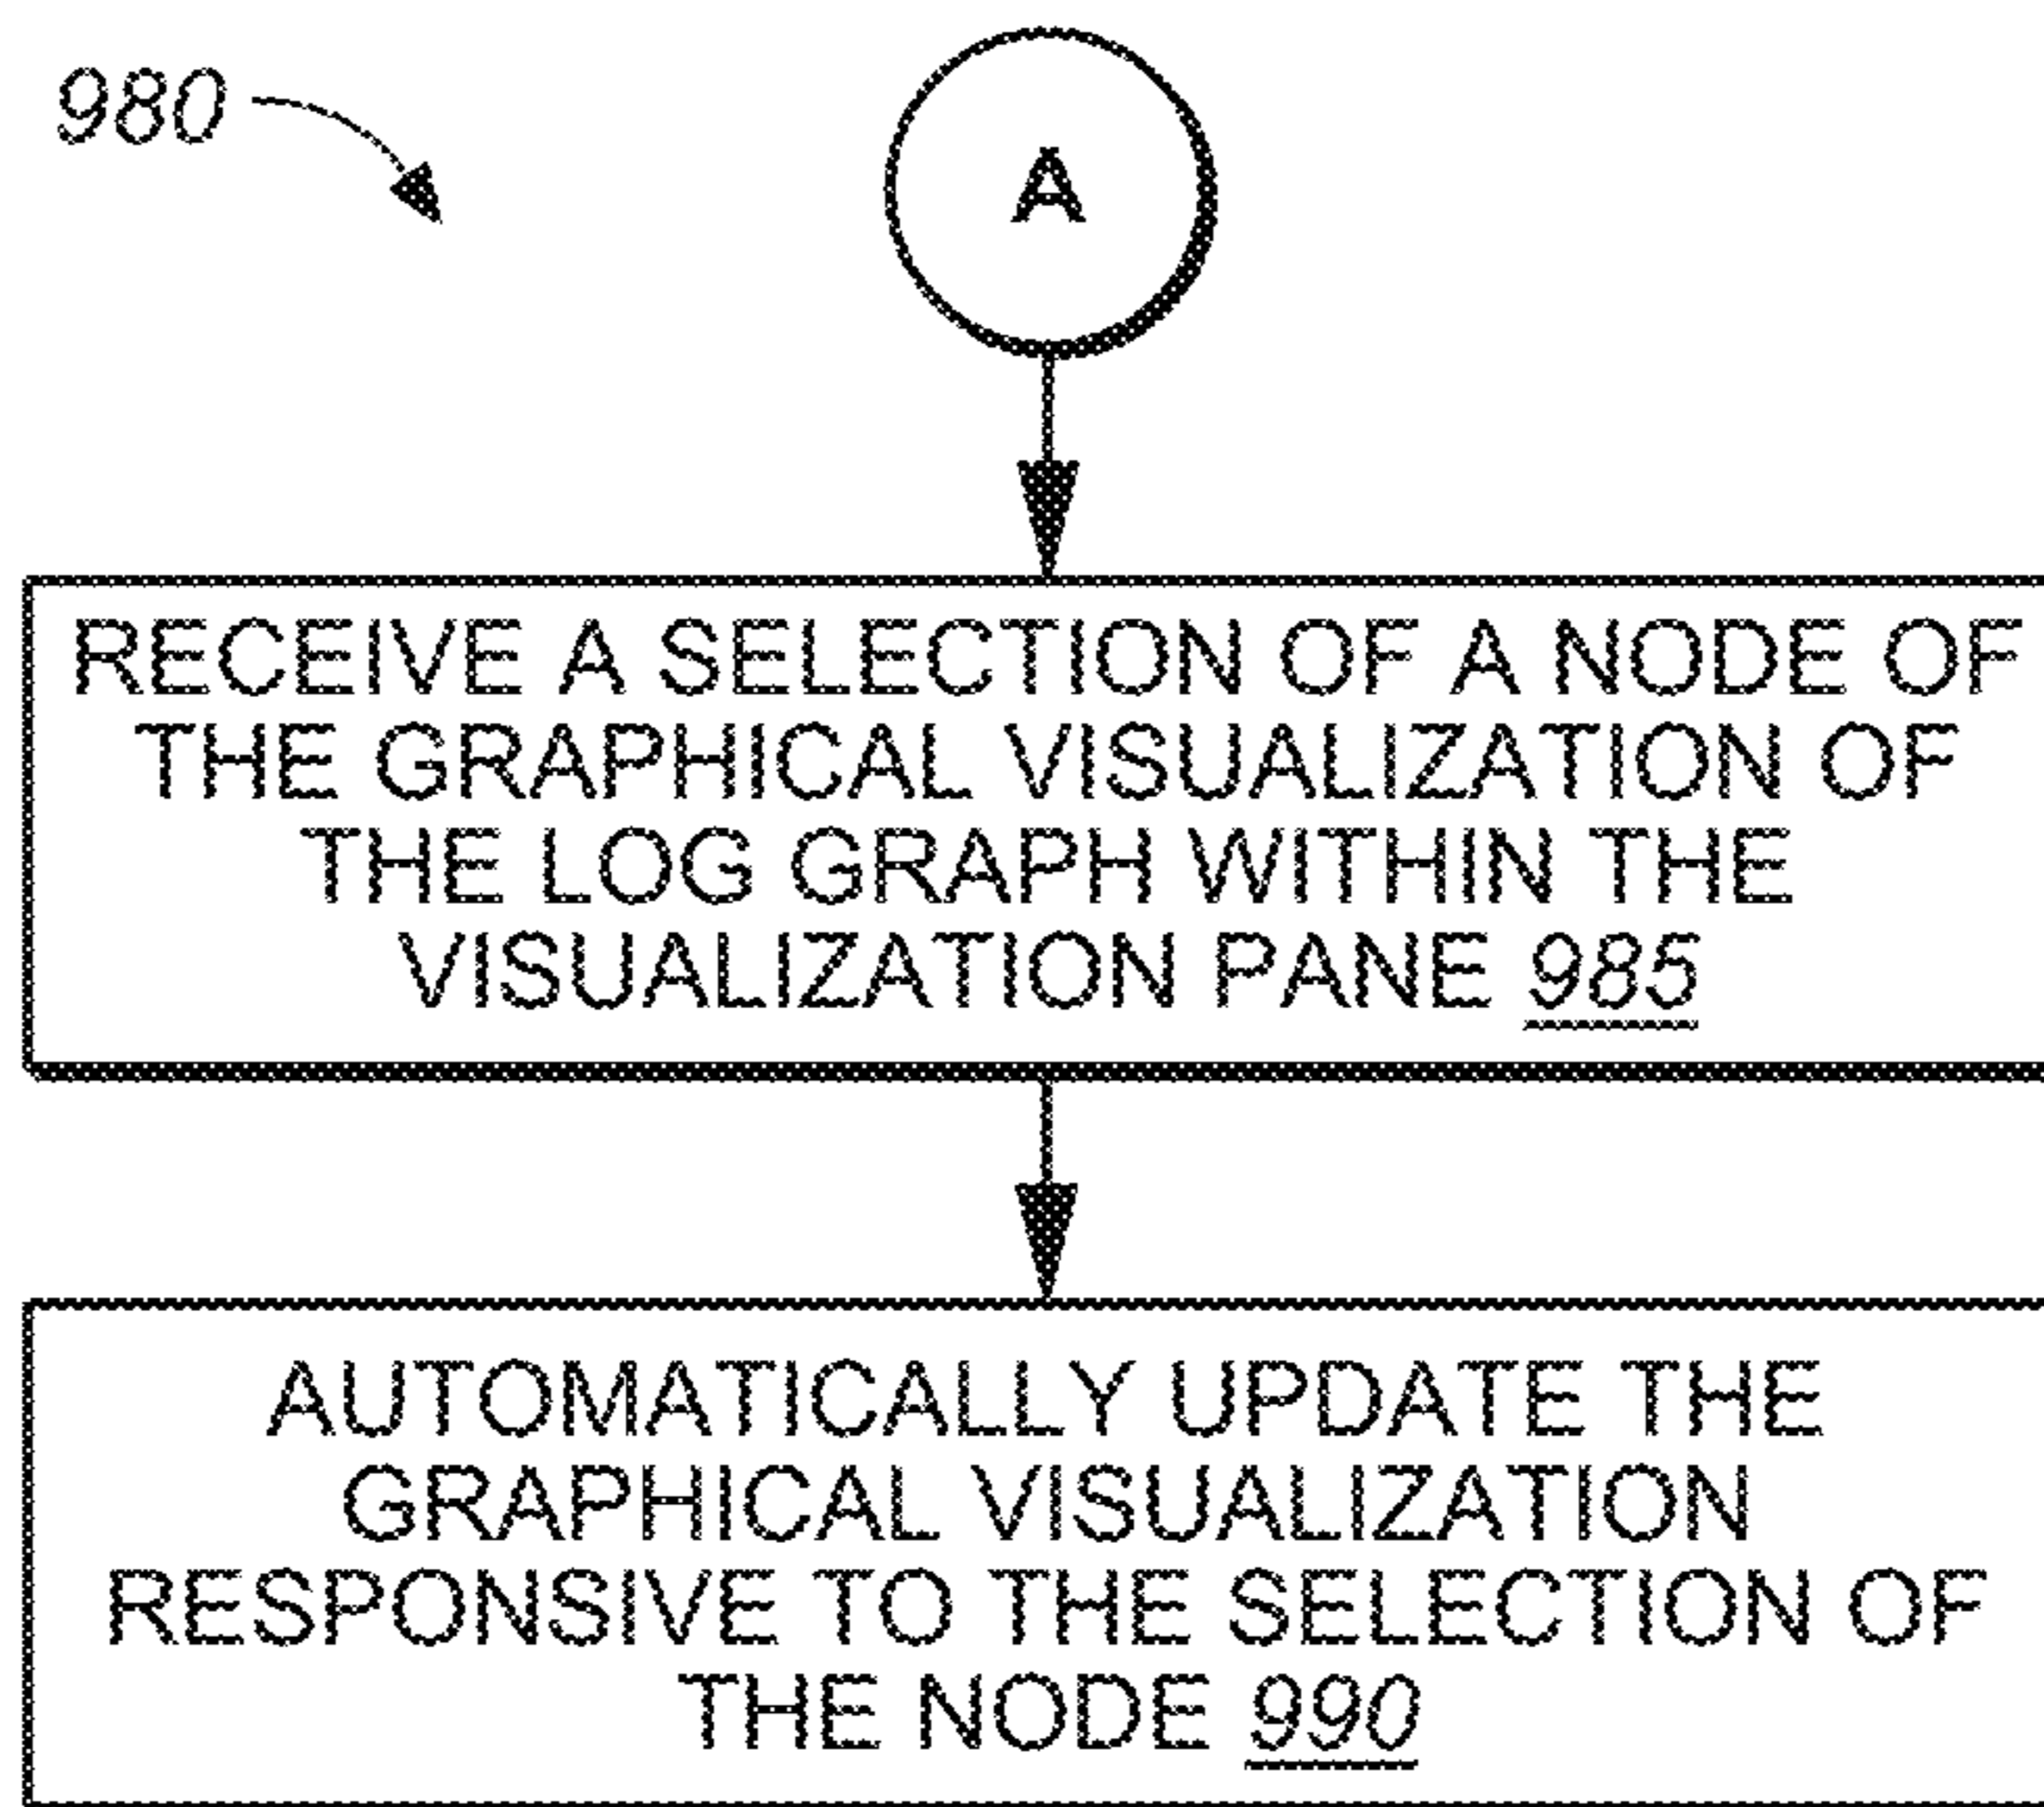 980
A
RECEIVE A SELECTION OF A NODE OF
THE GRAPHICAL VISUALIZATION OF
THE LOG GRAPH WITHIN THE
VISUALIZATION PANE 985
AUTOMATICALLY UPDATE THE
GRAPHICAL VISUALIZATION
RESPONSIVE TO THE SELECTION OF
THE NODE 990